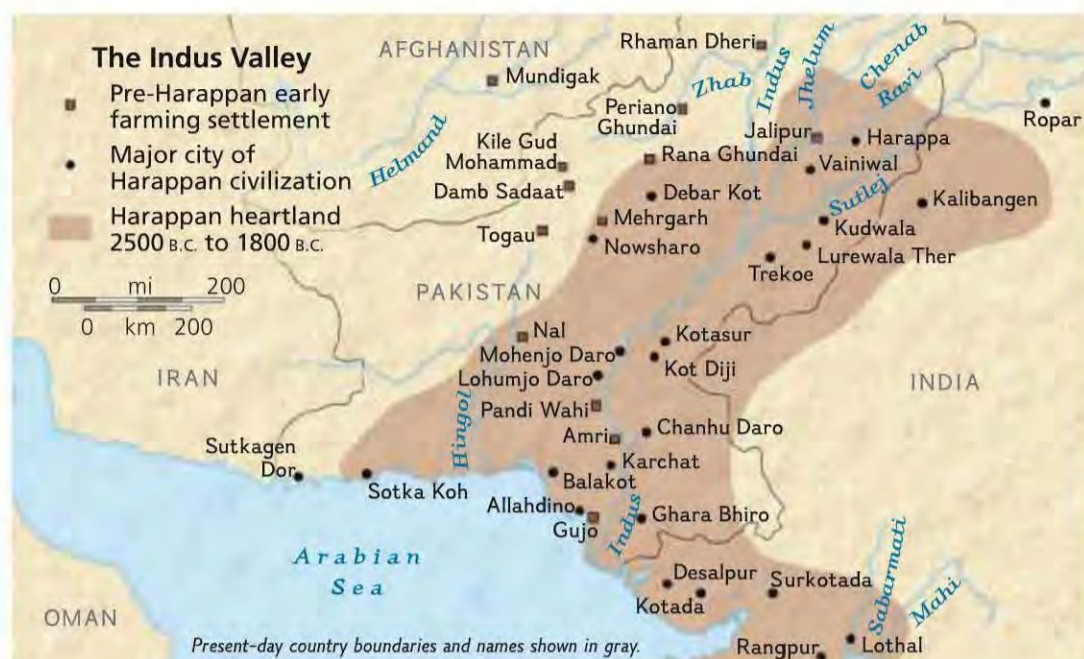 The Indus Valley
Pre-Harappan early
farming settlement
Major city of
Harappan civilization
Harappan heartland
2500 B.C. to 1800 B.C.
0 mi 200
0 km 200
AFGHANISTAN
Mundigak
Helmand
Rhaman Dheri
Zhab
Indus
Jhelum
Chenab
Ravi
Periano
Ghundai
Kile Gud
Mohammad
Damb Sadaat
Togau
Rana Ghundai
Debar Kot
Mehrgarh
Nowsharo
Jalipur
Harappa
Vainiwal
Ropar
Sutlej
Kalibangen
Kudwala
Lurewala Ther
Trekoe
PAKISTAN
IRAN
INDIA
Nal
Kotasur
Mohenjo Daro
Kot Diji
Lohumjo Daro
Pandi Wahi
Hingol
Amri
Chanhu Daro
Karchat
Sutkagen
Dor
Sotka Koh
Balakot
Allahdino
Gujo
Indus
Ghara Bhiro
Arabian
Sea
OMAN
Desalpur
Kotada
Surkotada
Sabarmati
Mahi
Rangpur
Lothal
Present-day country boundaries and names shown in gray.